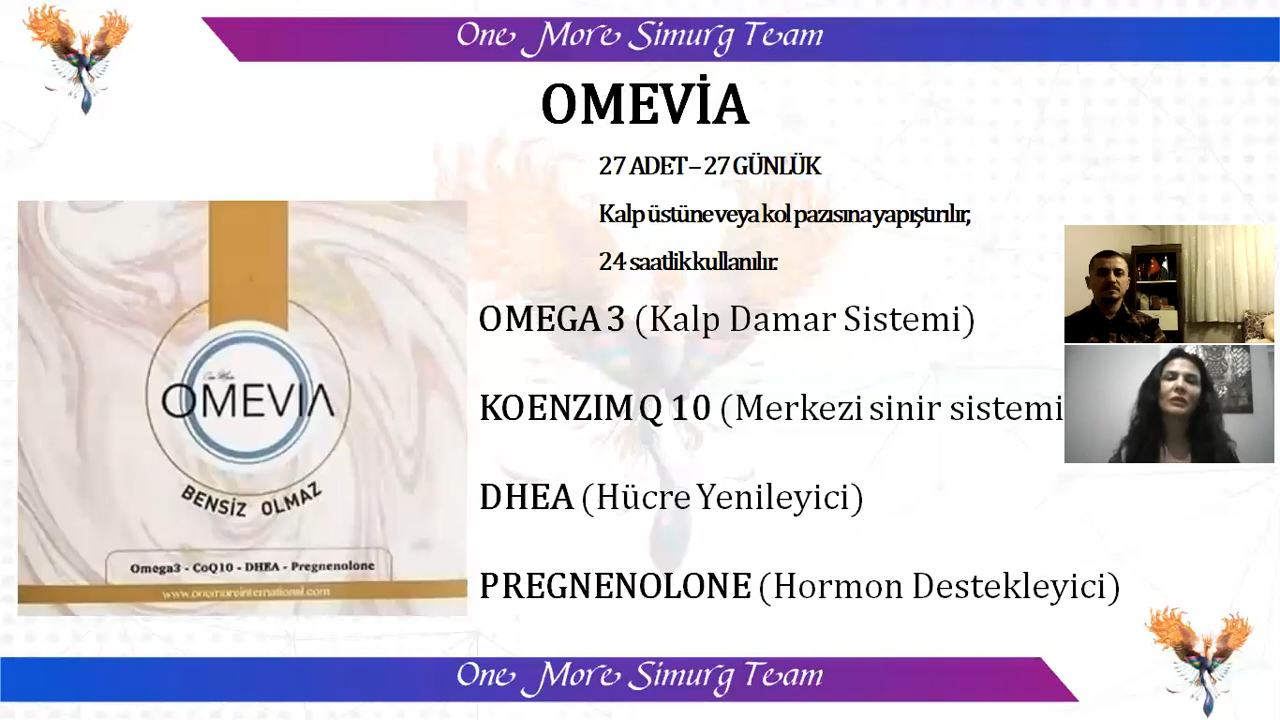 One More Simurg Team
OMEVİA
27 ADET – 27 GÜNLÜK
Kalp üstüne veya kol pazısına yapıştırılır,
24 saatlik kullanılır.
OMEGA 3 (Kalp Damar Sistemi)
KOENZIM Q 10 (Merkezi sinir sistemi
DHEA (Hücre Yenileyici)
PREGNENOLONE (Hormon Destekleyici)
One More
OMEVIA
BENSİZ OLMAZ
Omega3 - CoQ10 - DHEA - Pregnenolone
www.onemoreinternational.com
One More Simurg Team